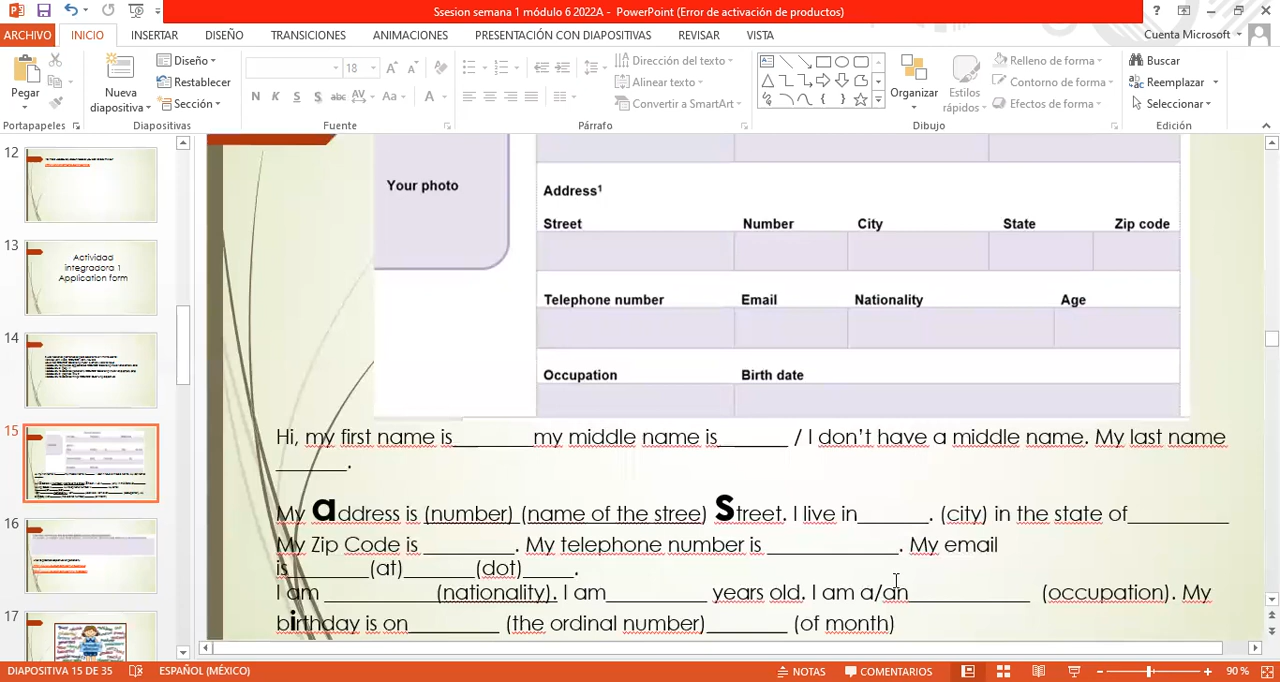 Ssesion semana 1 módulo 6 2022A - PowerPoint (Error de activación de productos)
ARCHIVO INICIO INSERTAR DISEÑO TRANSICIONES ANIMACIONES PRESENTACIÓN CON DIAPOSITIVAS REVISAR VISTA Cuenta Microsoft
Pegar
Nueva diapositiva
Diseño
Restablecer
Sección
18
N K S S abc AV Aa A
Dirección del texto
Alinear texto
Convertir a SmartArt
Organizar
Estilos rápidos
Relleno de forma
Contorno de forma
Efectos de forma
Buscar
Reemplazar
Seleccionar
Portapapeles Diapositivas Fuente Párrafo Dibujo Edición
12
13
Actividad
integradora 1
Application form
14
15
16
17
Your photo
Address¹
Street Number City State Zip code
Telephone number Email Nationality Age
Occupation Birth date
Hi, my first name is________my middle name is_______ / I don’t have a middle name. My last name
_______.
My address is (number) (name of the stree) Street. I live in_______. (city) in the state of__________
My Zip Code is _________. My telephone number is _____________. My email
is________(at)_______(dot)_____.
I am ___________(nationality). I am__________ years old. I am a/an____________ (occupation). My
birthday is on_________ (the ordinal number)________ (of month)
DIAPOSITIVA 15 DE 35 ESPAÑOL (MÉXICO) NOTAS COMENTARIOS 90 %